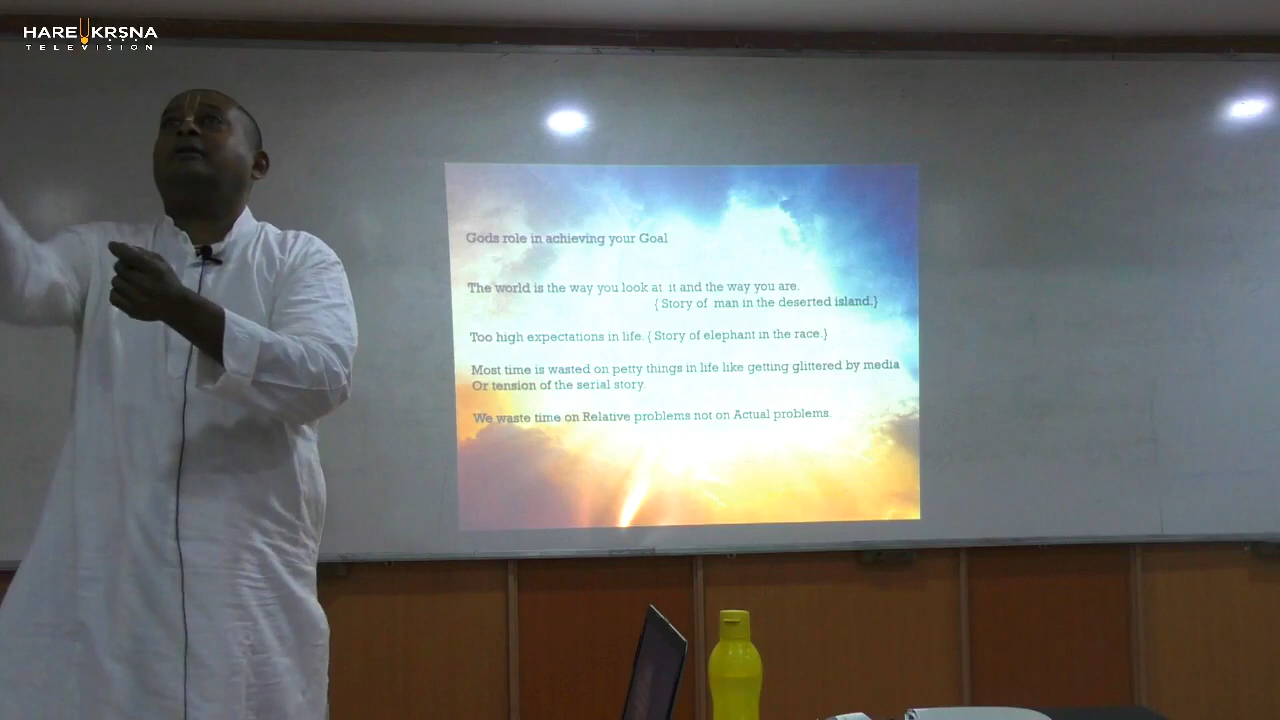 HARE KRSNA
TELEVISION
Gods role in achieving your Goal
The world is the way you look at it and the way you are.
{ Story of man in the deserted island.}
Too high expectations in life. { Story of elephant in the race.}
Most time is wasted on petty things in life like getting glittered by media
Or tension of the serial story.
We waste time on Relative problems not on Actual problems.